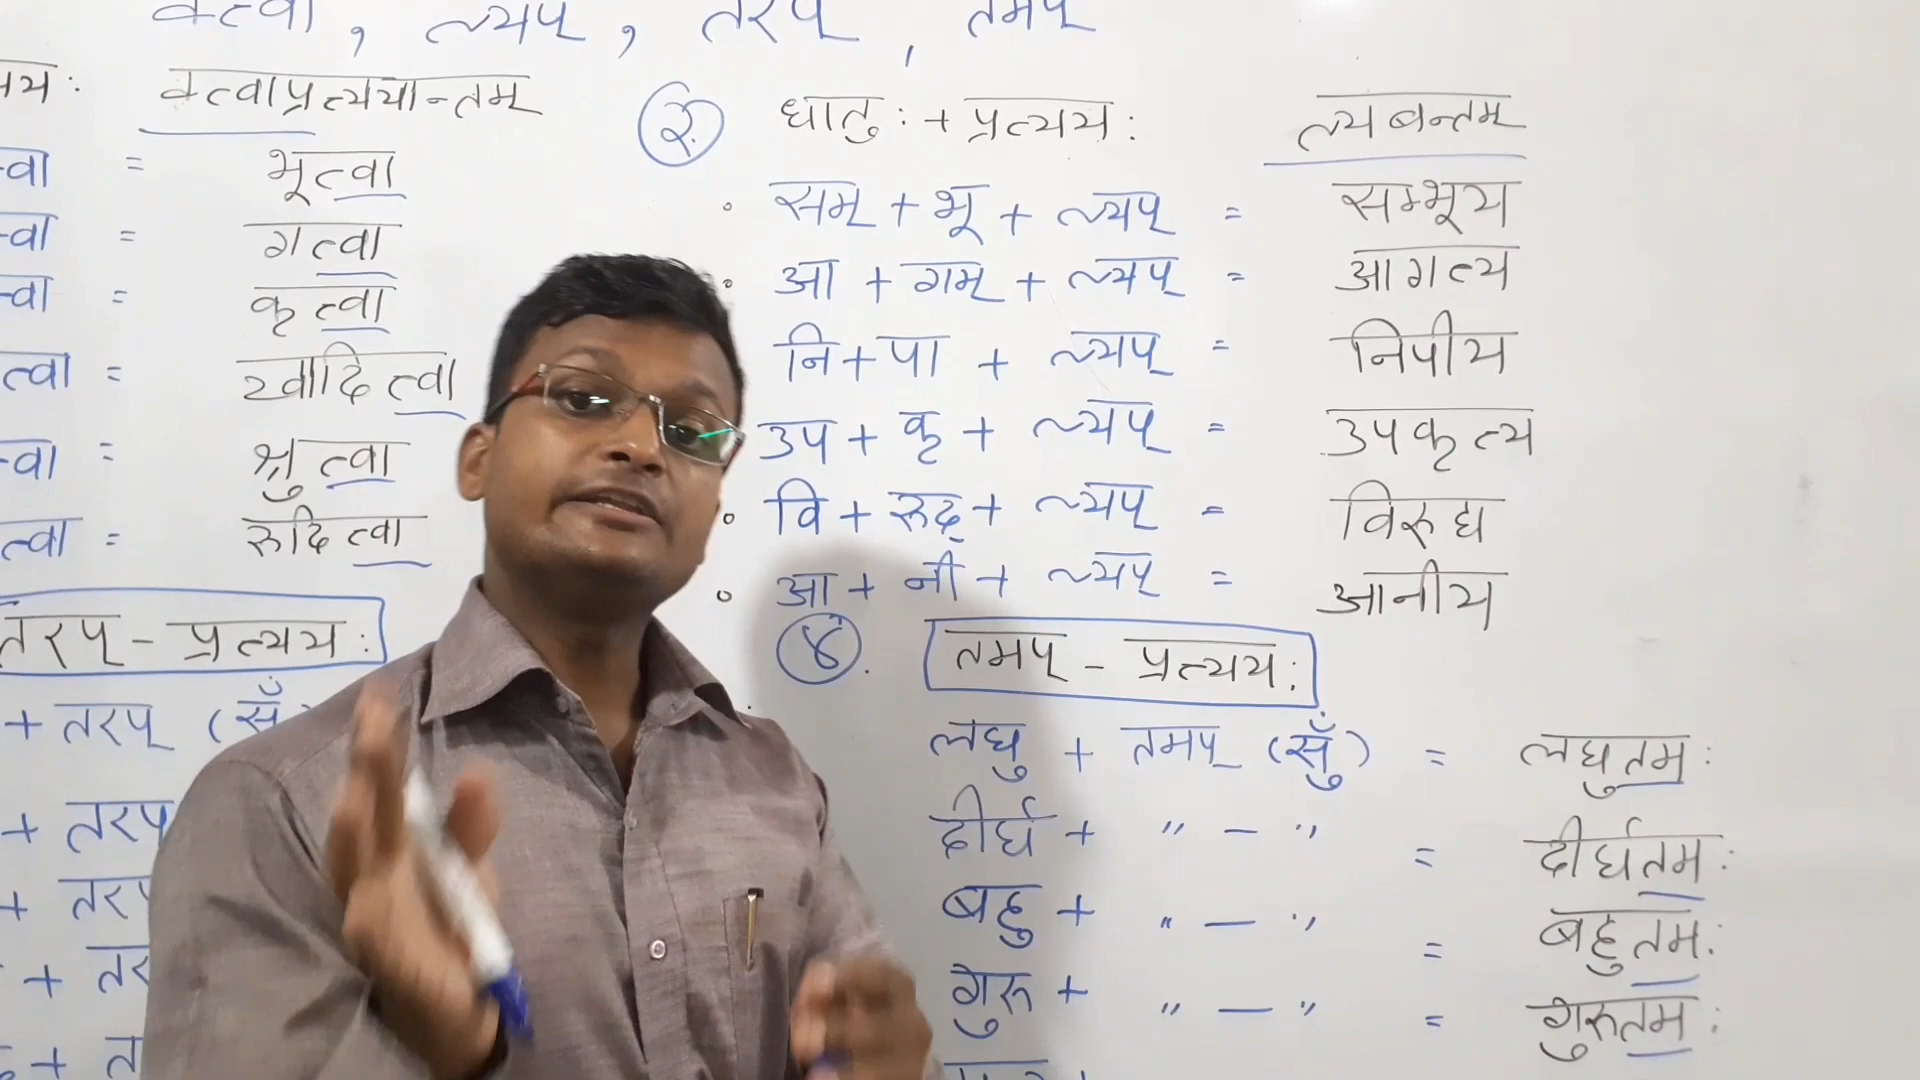 क्त्वा, ल्यप्, तरप्, तमप्
क्त्वाप्रत्ययान्तम्
= भूत्वा
= गत्वा
= कृत्वा
त्वा = खादित्वा
= श्रुत्वा
त्वा = रुदित्वा
तरप् - प्रत्ययः
+ तरप् (सुँ
+ तरप्
+ तर
+ तर
+ त
२. धातुः + प्रत्ययः ल्यबन्तम्
• सम् + भू + ल्यप् = सम्भूय
• आ + गम् + ल्यप् = आगत्य
नि + पा + ल्यप् = निपीय
उप + कृ + ल्यप् = उपकृत्य
• वि + रुद् + ल्यप् = विरुद्य
• आ + नी + ल्यप् = आनीय
४. तमप् - प्रत्ययः
लघु + तमप् (सुँ) = लघुतमः
दीर्घ + " - " = दीर्घतमः
बहु + " - " = बहुतमः
गुरु + " - " = गुरुतमः